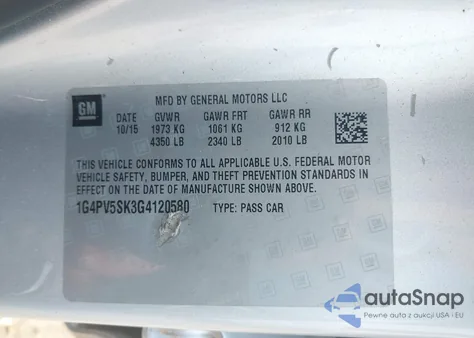 MFD BY GENERAL MOTORS LLC
GM
DATE GVWR GAWR FRT GAWR RR
10/15 1973 KG 1061 KG 912 KG
4350 LB 2340 LB 2010 LB
THIS VEHICLE CONFORMS TO ALL APPLICABLE U.S. FEDERAL MOTOR
VEHICLE SAFETY, BUMPER, AND THEFT PREVENTION STANDARDS
IN EFFECT ON THE DATE OF MANUFACTURE SHOWN ABOVE.
1G4PV5SK3G4120580 TYPE: PASS CAR
autoSnap
Pewne auto z aukcji USA i EU